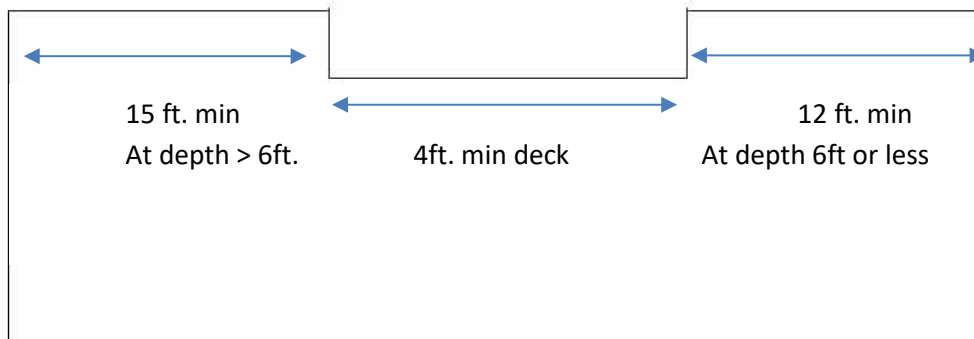 15 ft. min
At depth > 6ft.
4ft. min deck
12 ft. min
At depth 6ft or less